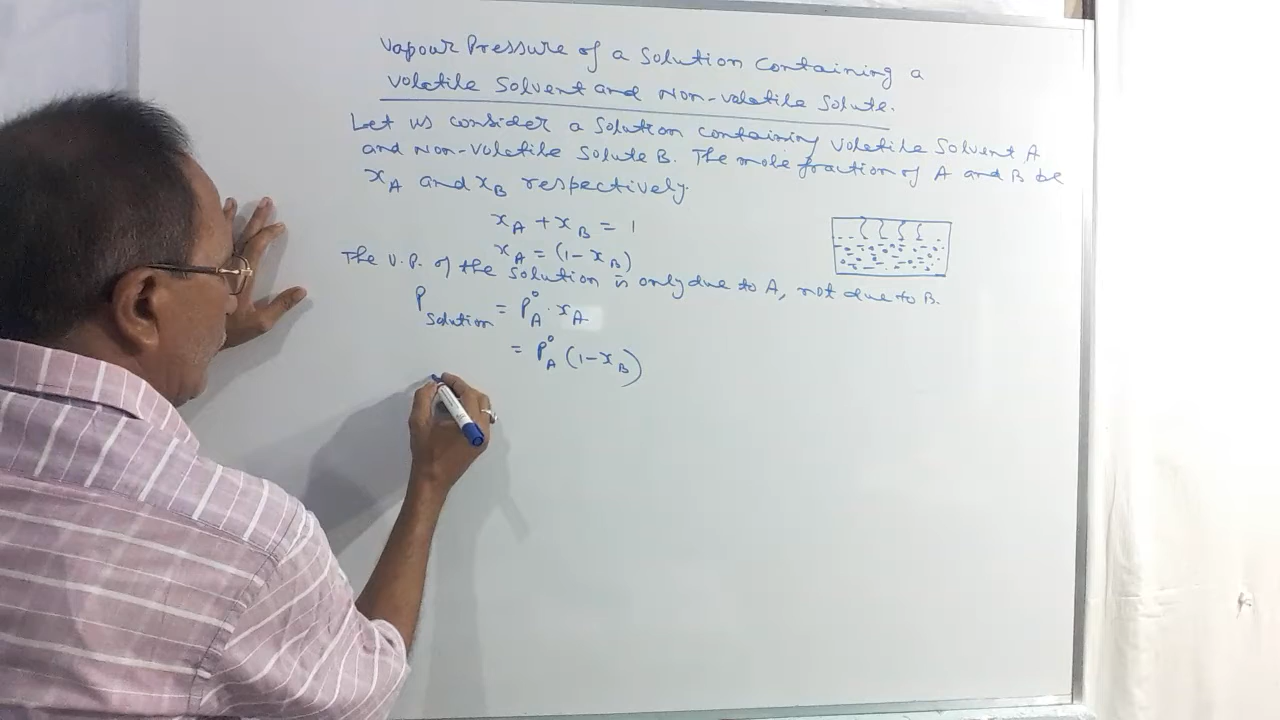 Vapour Pressure of a Solution Containing a
Volatile Solvent and Non-Volatile Solute.
Let us consider a Solution containing Volatile Solvent A
and Non-Volatile Solute B. The mole fraction of A and B be
x_A and x_B respectively.
x_A + x_B = 1
x_A = (1 - x_B)
The V.P. of the Solution is only due to A, not due to B.
P_Solution = P°_A · x_A
= P°_A (1 - x_B)